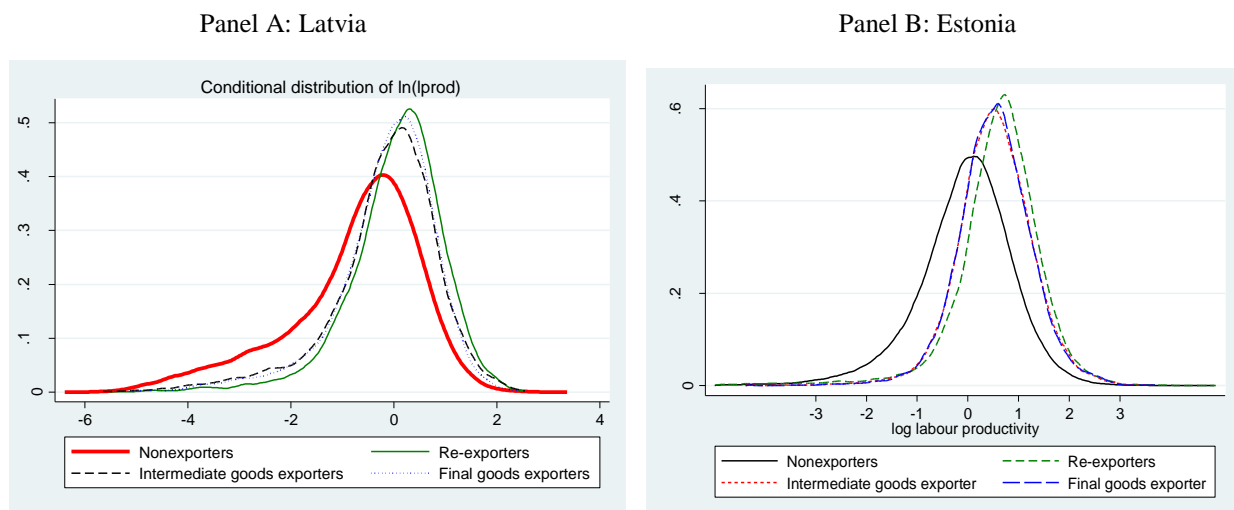 Panel A: Latvia
Conditional distribution of ln(lprod)
.5
.4
.3
.2
.1
0
-6 -4 -2 0 2 4
Nonexporters Re-exporters
Intermediate goods exporters Final goods exporters
Panel B: Estonia
.6
.4
.2
0
-3 -2 -1 0 1 2 3
log labour productivity
Nonexporters Re-exporters
Intermediate goods exporter Final goods exporter